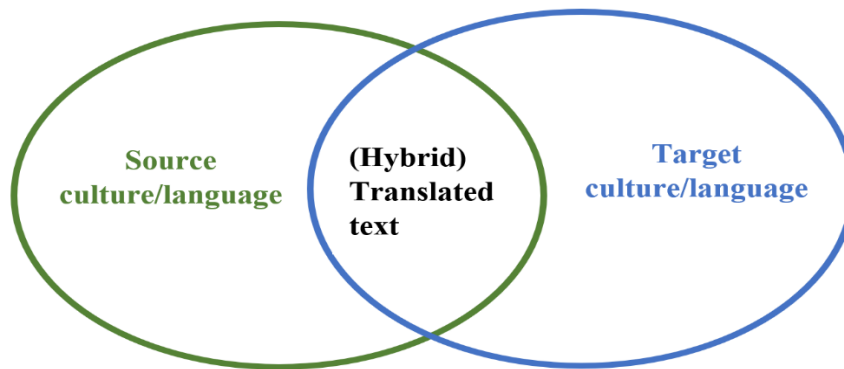 Source
culture/language
(Hybrid)
Translated
text
Target
culture/language